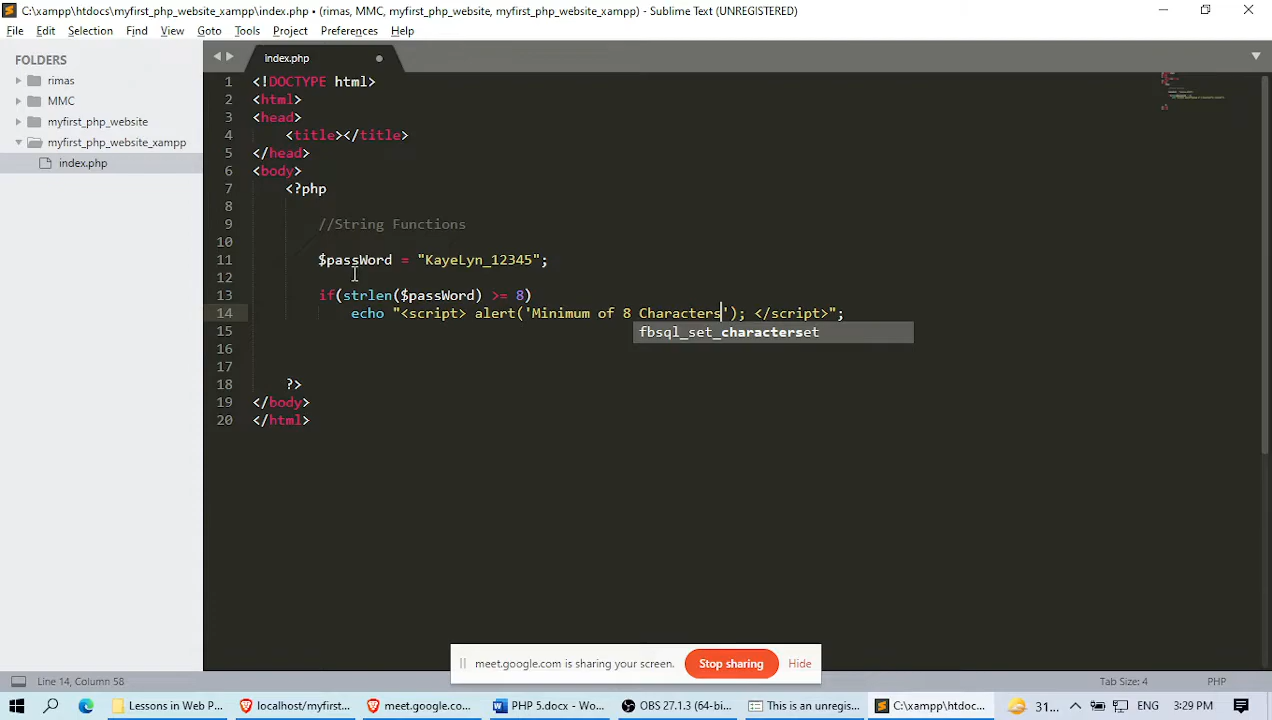 C:\xampp\htdocs\myfirst_php_website_xampp\index.php • (rimas, MMC, myfirst_php_website, myfirst_php_website_xampp) - Sublime Text (UNREGISTERED)
File Edit Selection Find View Goto Tools Project Preferences Help
FOLDERS
rimas
MMC
myfirst_php_website
myfirst_php_website_xampp
index.php
index.php
1 <!DOCTYPE html>
2 <html>
3 <head>
4 <title></title>
5 </head>
6 <body>
7 <?php
8
9 //String Functions
10
11 $passWord = "KayeLyn_12345";
12
13 if(strlen($passWord) >= 8)
14 echo "<script> alert('Minimum of 8 Characters'); </script>";
fbsql_set_characterset
15
16
17
18 ?>
19 </body>
20 </html>
meet.google.com is sharing your screen. Stop sharing Hide
Line 14, Column 58 Tab Size: 4 PHP
Lessons in Web P... localhost/myfirst... meet.google.co... PHP 5.docx - Wo... OBS 27.1.3 (64-bi... This is an unregis... C:\xampp\htdoc... 31... ENG 3:29 PM